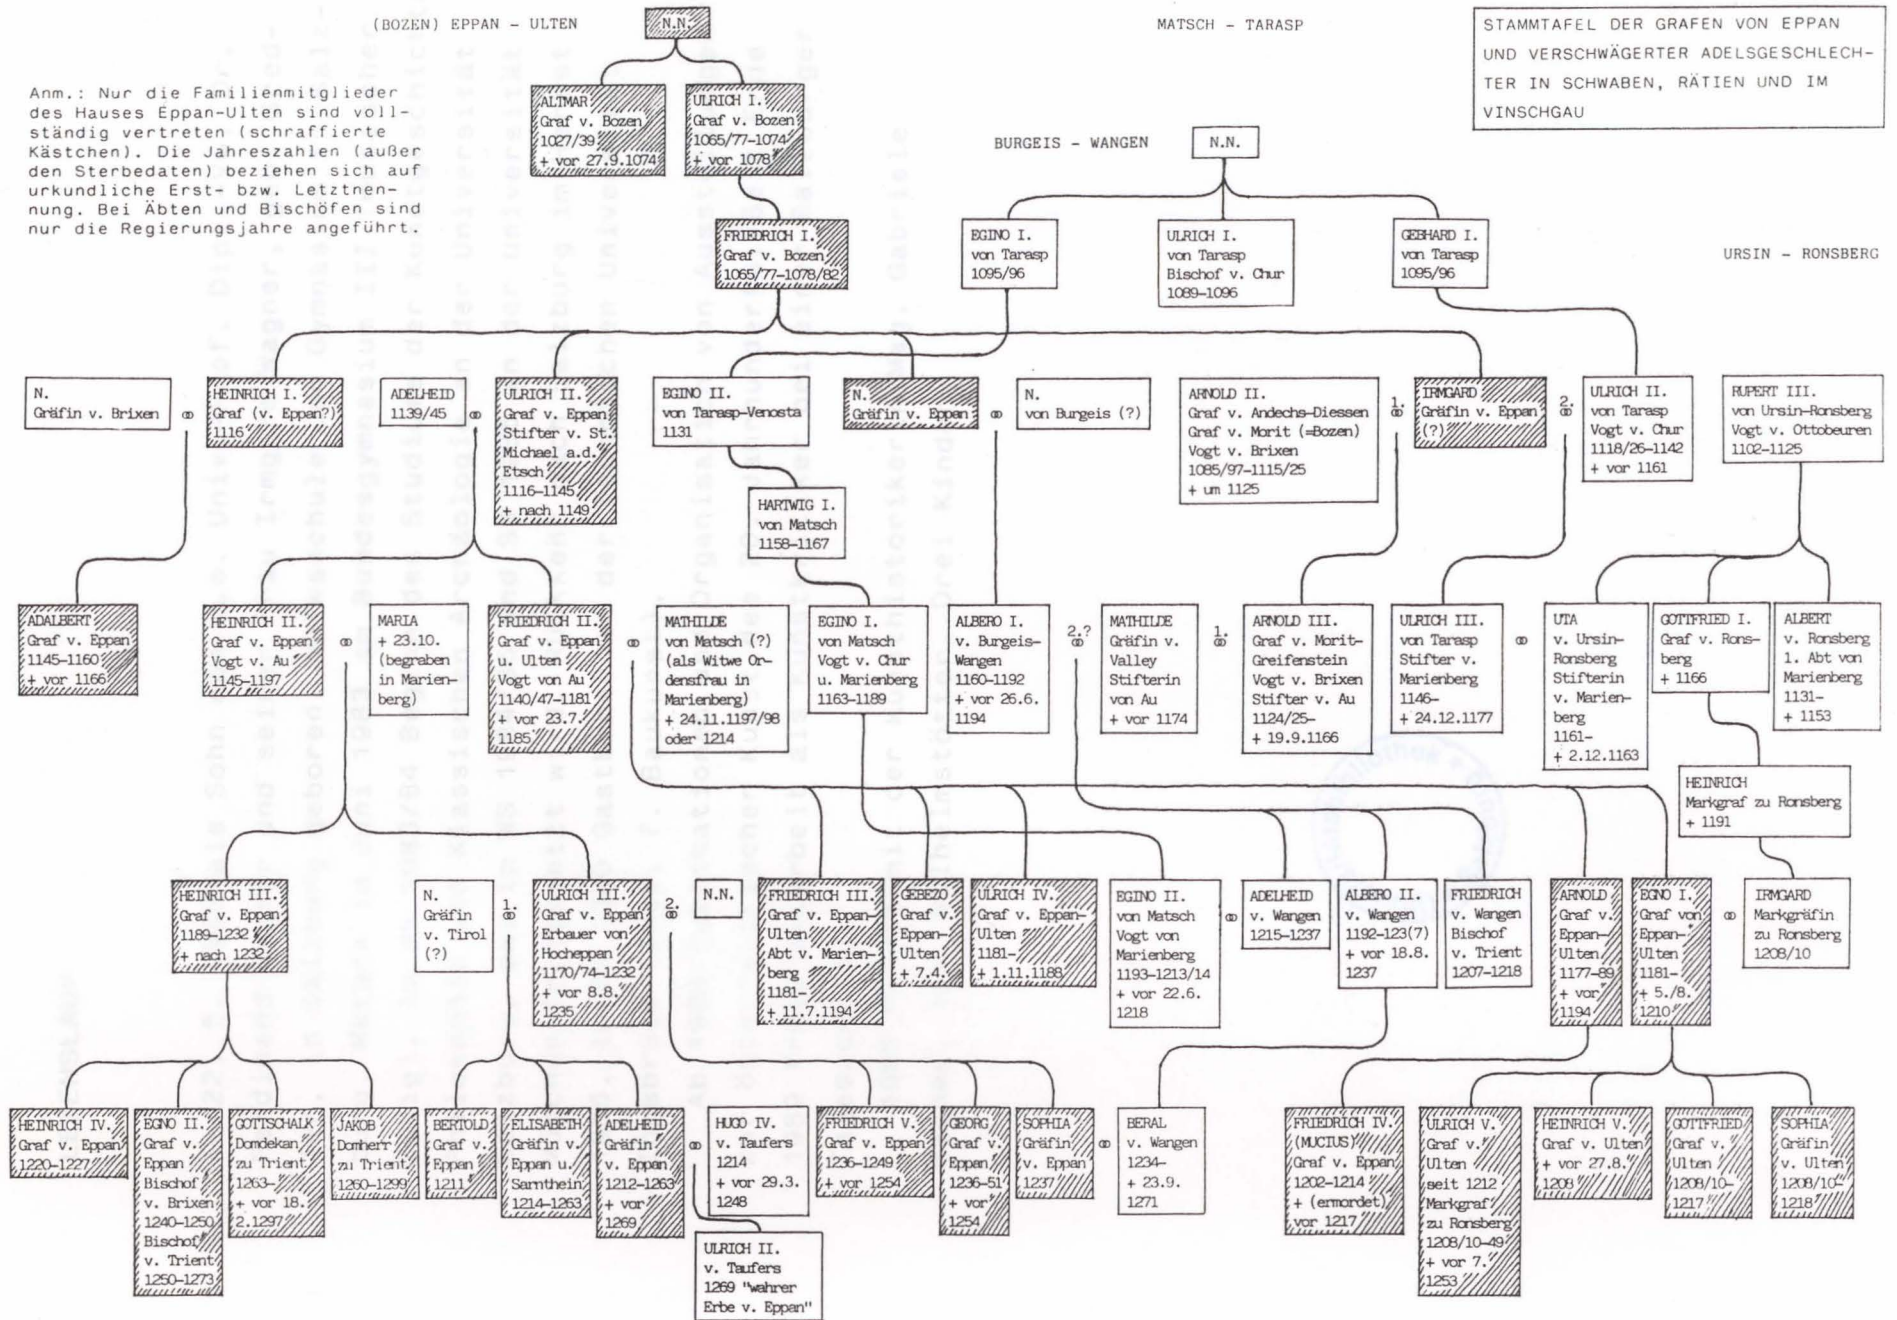 (BOZEN) EPPAN - ULTEN
N.N.
MATSCH - TARASP
STAMMTAFEL DER GRAFEN VON EPPAN
UND VERSCHWÄGERTER ADELSGESCHLECH-
TER IN SCHWABEN, RÄTIEN UND IM
VINSCHGAU
Anm.: Nur die Familienmitglieder
des Hauses Eppan-Ulten sind voll-
ständig vertreten (schraffierte
Kästchen). Die Jahreszahlen (außer
den Sterbedaten) beziehen sich auf
urkundliche Erst- bzw. Letztnen-
nung. Bei Äbten und Bischöfen sind
nur die Regierungsjahre angeführt.
ALTMAR
Graf v. Bozen
1027/39
+ vor 27.9.1074
ULRICH I.
Graf v. Bozen
1065/77-1074
+ vor 1078
BURGEIS - WANGEN
N.N.
FRIEDRICH I.
Graf v. Bozen
1065/77-1078/82
EGINO I.
von Tarasp
1095/96
ULRICH I.
von Tarasp
Bischof v. Chur
1089-1096
GEBHARD I.
von Tarasp
1095/96
URSIN - RONSBERG
N.
Gräfin v. Brixen
HEINRICH I.
Graf (v. Eppan?)
1116
ADELHEID
1139/45
ULRICH II.
Graf v. Eppan
Stifter v. St.
Michael a.d.
Etsch
1116-1145
+ nach 1149
EGINO II.
von Tarasp-Venosta
1131
N.
Gräfin v. Eppan
N.
von Burgeis (?)
ARNOLD II.
Graf v. Andechs-Diessen
Graf v. Morit (=Bozen)
Vogt v. Brixen
1085/97-1115/25
+ um 1125
1.
IRMGARD
Gräfin v. Eppan
(?)
2.
ULRICH II.
von Tarasp
Vogt v. Chur
1118/26-1142
+ vor 1161
RUPERT III.
von Ursin-Ronsberg
Vogt v. Ottobeuren
1102-1125
HARTWIG I.
von Matsch
1158-1167
ADALBERT
Graf v. Eppan
1145-1160
+ vor 1166
HEINRICH II.
Graf v. Eppan
Vogt v. Au
1145-1197
MARIA
+ 23.10.
(begraben
in Marien-
berg)
FRIEDRICH II.
Graf v. Eppan
u. Ulten
Vogt von Au
1140/47-1181
+ vor 23.7.
1185
MATHILDE
von Matsch (?)
(als Witwe Or-
densfrau in
Marienberg)
+ 24.11.1197/98
oder 1214
EGINO I.
von Matsch
Vogt v. Chur
u. Marienberg
1163-1189
ALBERO I.
v. Burgeis-
Wangen
1160-1192
+ vor 26.6.
1194
2.?
MATHILDE
Gräfin v.
Valley
Stifterin
von Au
+ vor 1174
1.
ARNOLD III.
Graf v. Morit-
Greifenstein
Vogt v. Brixen
Stifter v. Au
1124/25-
+ 19.9.1166
ULRICH III.
von Tarasp
Stifter v.
Marienberg
1146-
+ 24.12.1177
UTA
v. Ursin-
Ronsberg
Stifterin
v. Marien-
berg
1161-
+ 2.12.1163
GOTTFRIED I.
Graf v. Rons-
berg
+ 1166
ALBERT
v. Ronsberg
1. Abt von
Marienberg
1131-
+ 1153
HEINRICH
Markgraf zu Ronsberg
+ 1191
HEINRICH III.
Graf v. Eppan
1189-1232
+ nach 1232
N.
Gräfin
v. Tirol
(?)
1.
ULRICH III.
Graf v. Eppan
Erbauer von
Hocheppan
1170/74-1232
+ vor 8.8.
1235
2.
N.N.
FRIEDRICH III.
Graf v. Eppan-
Ulten
Abt v. Marien-
berg
1181-
+ 11.7.1194
GEBEZO
Graf v.
Eppan-
Ulten
+ 7.4.
ULRICH IV.
Graf v. Eppan-
Ulten
1181-
+ 1.11.1188
EGINO II.
von Matsch
Vogt von
Marienberg
1193-1213/14
+ vor 22.6.
1218
ADELHEID
v. Wangen
1215-1237
ALBERO II.
v. Wangen
1192-123(7)
+ vor 18.8.
1237
FRIEDRICH
v. Wangen
Bischof
v. Trient
1207-1218
ARNOLD
Graf v.
Eppan-
Ulten
1177-89
+ vor
1194
EGNO I.
Graf von
Eppan-
Ulten
1181-
+ 5./8.
1210
IRMGARD
Markgräfin
zu Ronsberg
1208/10
HEINRICH IV.
Graf v. Eppan
1220-1227
EGNO II.
Graf v.
Eppan
Bischof
v. Brixen
1240-1250
Bischof
v. Trient
1250-1273
GOTTSCHALK
Domdekan
zu Trient
1263-
+ vor 18.
2.1297
JAKOB
Domherr
zu Trient
1260-1299
BERTOLD
Graf v.
Eppan
1211
ELISABETH
Gräfin v.
Eppan u.
Sarnthein
1214-1263
ADELHEID
Gräfin
v. Eppan
1212-1263
+ vor
1269
HUGO IV.
v. Taufers
1214
+ vor 29.3.
1248
FRIEDRICH V.
Graf v. Eppan
1236-1249
+ vor 1254
GEORG
Graf v.
Eppan
1236-51
+ vor
1254
SOPHIA
Gräfin
v. Eppan
1237
BERAL
v. Wangen
1234-
+ 23.9.
1271
FRIEDRICH IV.
(MUCIUS)
Graf v. Eppan
1202-1214
+ (ermordet)
vor 1217
ULRICH V.
Graf v.
Ulten
seit 1212
Markgraf
zu Ronsberg
1208/10-49
+ vor 7.
1253
HEINRICH V.
Graf v. Ulten
+ vor 27.8.
1208
GOTTFRIED
Graf v.
Ulten
1208/10-
1217
SOPHIA
Gräfin
v. Ulten
1208/10-
1218
ULRICH II.
v. Taufers
1269 "wahrer
Erbe v. Eppan"